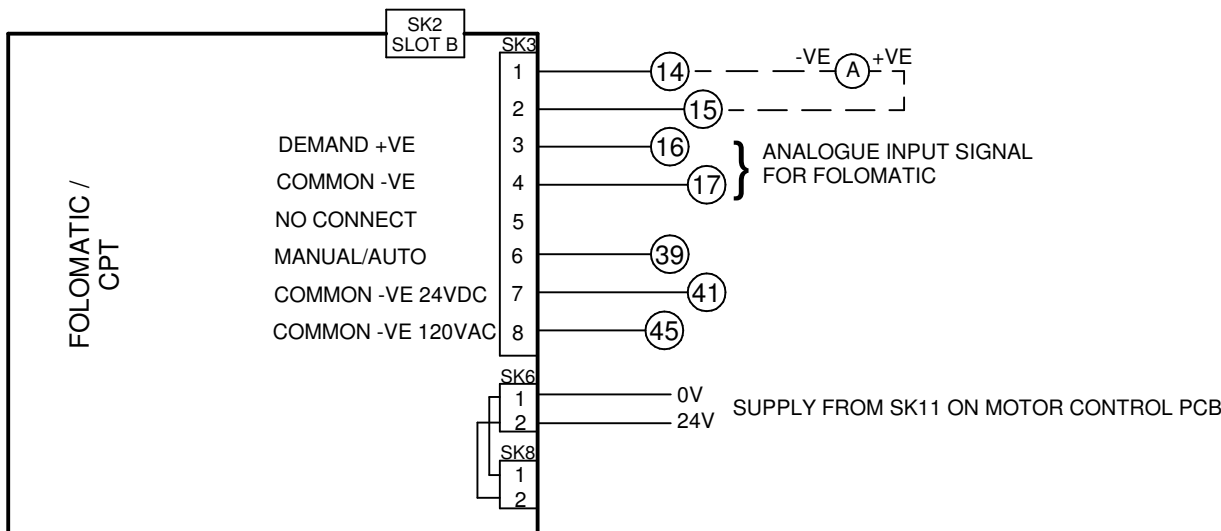 SK2
SLOT B
SK3
1 14 -VE A +VE
2 15
DEMAND +VE 3 16
COMMON -VE 4 17
ANALOGUE INPUT SIGNAL
FOR FOLOMATIC
NO CONNECT 5
MANUAL/AUTO 6 39
COMMON -VE 24VDC 7 41
COMMON -VE 120VAC 8 45
FOLOMATIC /
CPT
SK6
1 0V
2 24V
SUPPLY FROM SK11 ON MOTOR CONTROL PCB
SK8
1
2